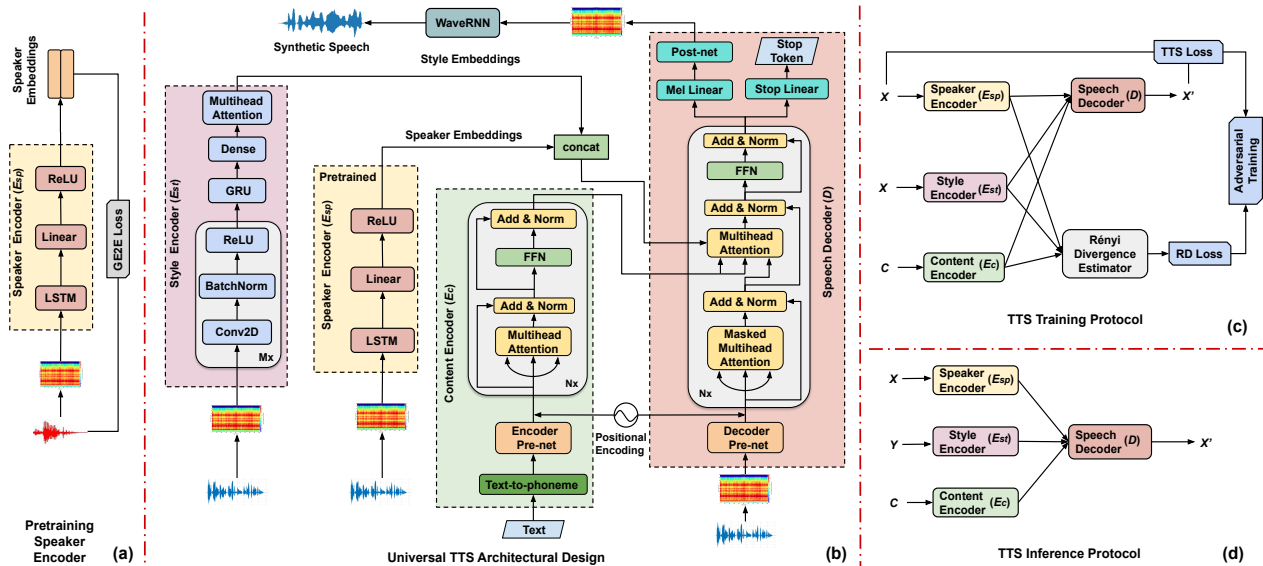 Speaker
Embeddings
Speaker Encoder (Esp)
ReLU
Linear
LSTM
GE2E Loss
Pretraining
Speaker
Encoder
(a)
Synthetic Speech
WaveRNN
Style Embeddings
Style Encoder (Est)
Multihead
Attention
Dense
GRU
ReLU
BatchNorm
Conv2D
Mx
Speaker Embeddings
concat
Pretrained
Speaker Encoder (Esp)
ReLU
Linear
LSTM
Content Encoder (Ec)
Add & Norm
FFN
Add & Norm
Multihead
Attention
Nx
Encoder
Pre-net
Text-to-phoneme
Text
Positional
Encoding
Speech Decoder (D)
Post-net
Stop
Token
Mel Linear
Stop Linear
Add & Norm
FFN
Add & Norm
Multihead
Attention
Add & Norm
Masked
Multihead
Attention
Nx
Decoder
Pre-net
Universal TTS Architectural Design
(b)
TTS Loss
X
Speaker
Encoder (Esp)
Speech
Decoder (D)
X'
X
Style
Encoder (Est)
Adversarial
Training
C
Content
Encoder (Ec)
Rényi
Divergence
Estimator
RD Loss
(c)
TTS Training Protocol
X
Speaker
Encoder (Esp)
Y
Style
Encoder (Est)
Speech
Decoder (D)
X'
C
Content
Encoder (Ec)
TTS Inference Protocol
(d)